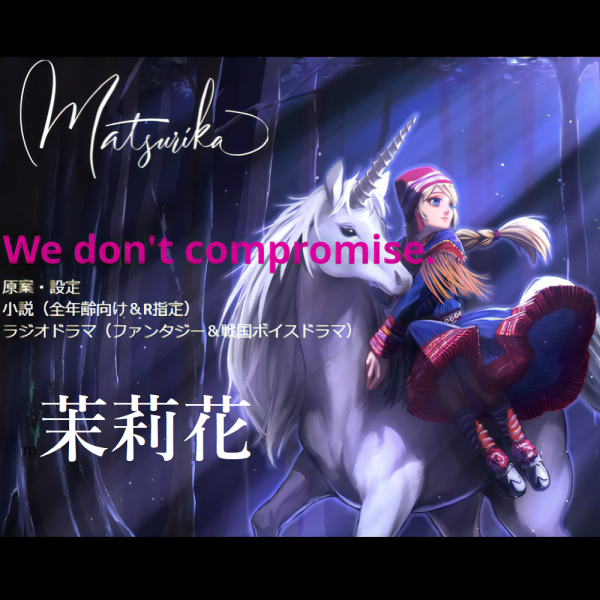 Matsurika
We don't compromise.
原案・設定
小説（全年齢向け＆R指定）
ラジオドラマ（ファンタジー＆戦国ボイスドラマ）
m茉莉花